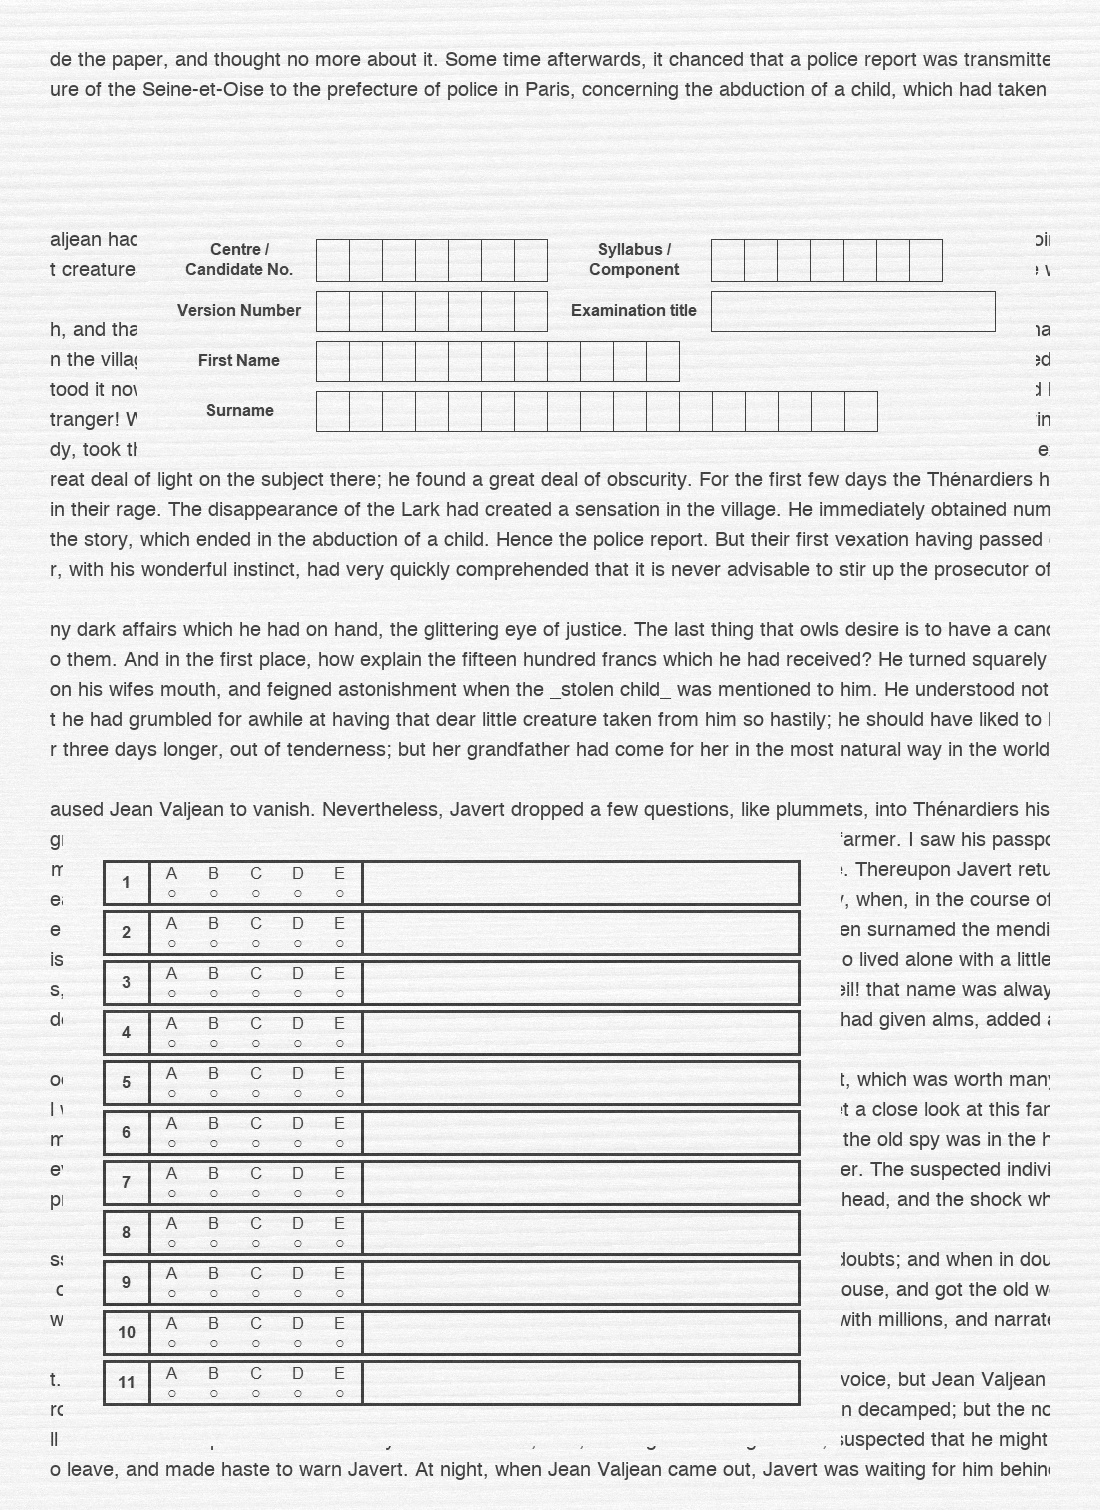 de the paper, and thought no more about it. Some time afterwards, it chanced that a police report was transmitte
ure of the Seine-et-Oise to the prefecture of police in Paris, concerning the abduction of a child, which had taken
aljean had
t creature
Centre / Candidate No.
Syllabus / Component
Version Number
Examination title
First Name
Surname
h, and tha
n the villag
tood it nov
tranger! W
dy, took th
reat deal of light on the subject there; he found a great deal of obscurity. For the first few days the Thénardiers h
in their rage. The disappearance of the Lark had created a sensation in the village. He immediately obtained num
the story, which ended in the abduction of a child. Hence the police report. But their first vexation having passed
r, with his wonderful instinct, had very quickly comprehended that it is never advisable to stir up the prosecutor of
ny dark affairs which he had on hand, the glittering eye of justice. The last thing that owls desire is to have a canc
o them. And in the first place, how explain the fifteen hundred francs which he had received? He turned squarely
on his wifes mouth, and feigned astonishment when the _stolen child_ was mentioned to him. He understood not
t he had grumbled for awhile at having that dear little creature taken from him so hastily; he should have liked to
r three days longer, out of tenderness; but her grandfather had come for her in the most natural way in the world
aused Jean Valjean to vanish. Nevertheless, Javert dropped a few questions, like plummets, into Thénardiers his
farmer. I saw his passpo
1 A B C D E
. Thereupon Javert retu
, when, in the course of
2 A B C D E
en surnamed the mendi
is o lived alone with a little
3 A B C D E
s, eil! that name was alway
had given alms, added
4 A B C D E
5 A B C D E
t, which was worth many
et a close look at this far
6 A B C D E
the old spy was in the h
er. The suspected indivi
7 A B C D E
head, and the shock wh
8 A B C D E
doubts; and when in dou
9 A B C D E
ouse, and got the old w
w with millions, and narrate
10 A B C D E
11 A B C D E
t. voice, but Jean Valjean
n decamped; but the no
ll suspected that he might
o leave, and made haste to warn Javert. At night, when Jean Valjean came out, Javert was waiting for him behin